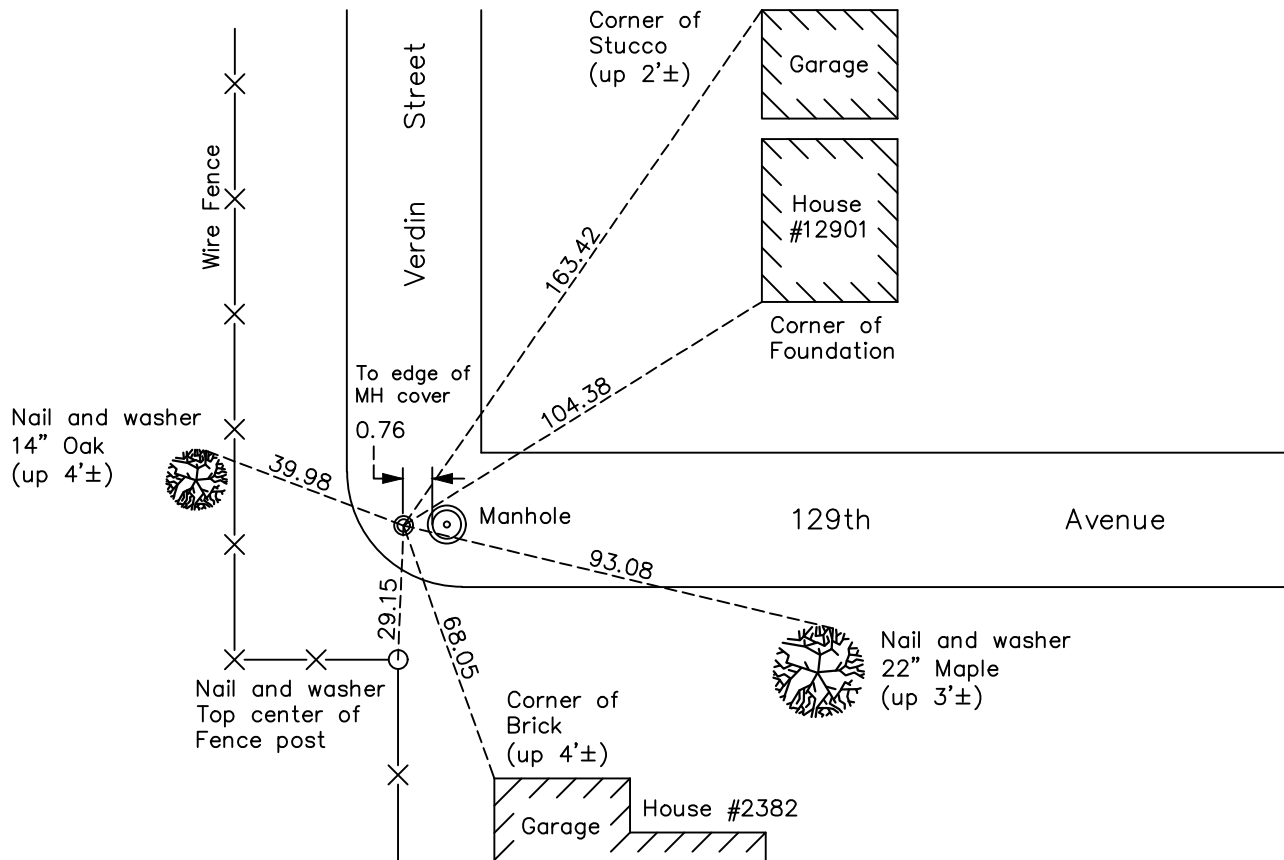 Corner of
Stucco
(up 2'±)
Garage
Street
Verdin
Wire Fence
House
#12901
163.42
Corner of
Foundation
To edge of
MH cover
0.76
104.38
Nail and washer
14" Oak
(up 4'±)
39.98
Manhole
129th Avenue
93.08
29.15
68.05
Nail and washer
22" Maple
(up 3'±)
Nail and washer
Top center of
Fence post
Corner of
Brick
(up 4'±)
House #2382
Garage